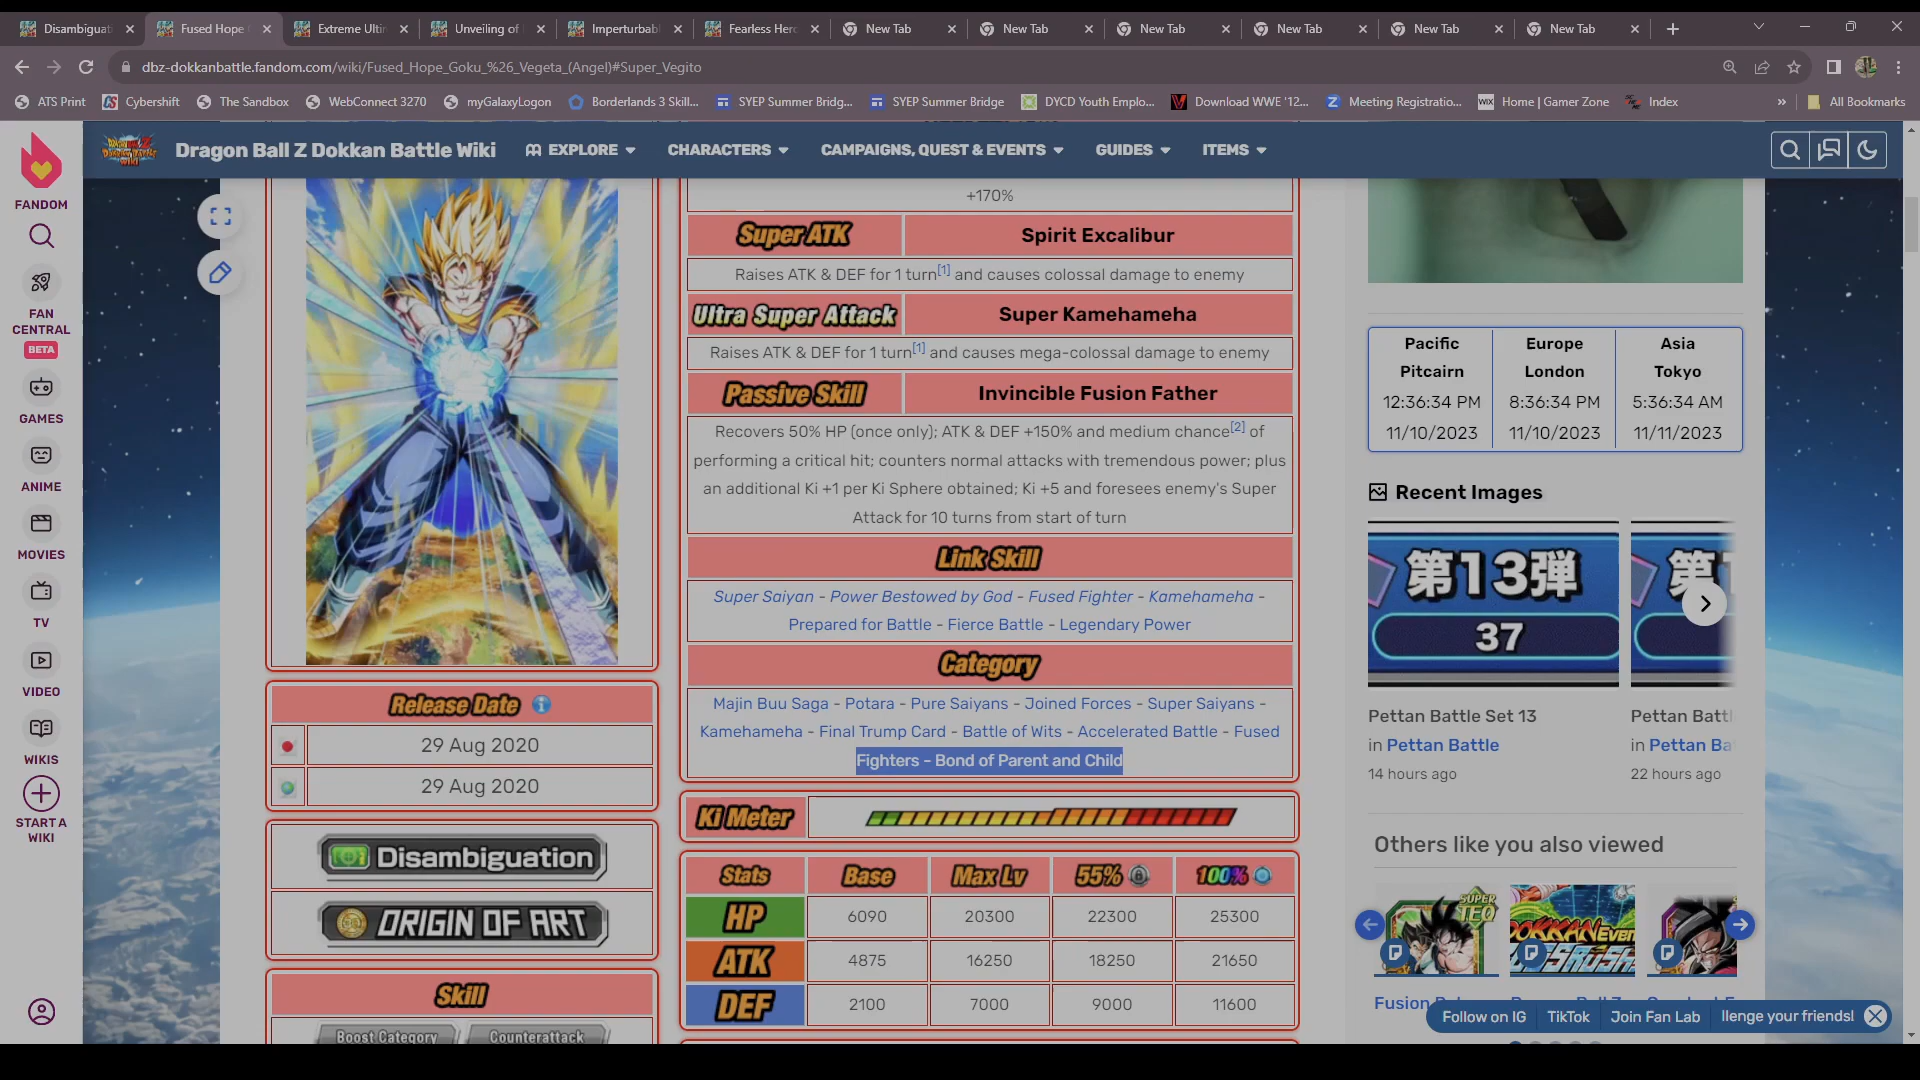 Disambiguat
Fused Hope
Extreme Ulti
Unveiling of
Imperturbab
Fearless Hero
New Tab
New Tab
New Tab
New Tab
New Tab
New Tab
dbz-dokkanbattle.fandom.com/wiki/Fused_Hope_Goku_%26_Vegeta_(Angel)#Super_Vegito
ATS Print
Cybershift
The Sandbox
WebConnect 3270
myGalaxyLogon
Borderlands 3 Skill...
SYEP Summer Bridg...
SYEP Summer Bridge
DYCD Youth Emplo...
Download WWE '12...
Meeting Registratio...
WIX Home | Gamer Zone
Index
»
All Bookmarks
Dragon Ball Z Dokkan Battle Wiki
EXPLORE
CHARACTERS
CAMPAIGNS, QUEST & EVENTS
GUIDES
ITEMS
FANDOM
FAN CENTRAL
BETA
GAMES
ANIME
MOVIES
TV
VIDEO
WIKIS
START A WIKI
+170%
Super ATK
Spirit Excalibur
Raises ATK & DEF for 1 turn[1] and causes colossal damage to enemy
Ultra Super Attack
Super Kamehameha
Raises ATK & DEF for 1 turn[1] and causes mega-colossal damage to enemy
Passive Skill
Invincible Fusion Father
Recovers 50% HP (once only); ATK & DEF +150% and medium chance[2] of
performing a critical hit; counters normal attacks with tremendous power; plus
an additional Ki +1 per Ki Sphere obtained; Ki +5 and foresees enemy's Super
Attack for 10 turns from start of turn
Link Skill
Super Saiyan - Power Bestowed by God - Fused Fighter - Kamehameha -
Prepared for Battle - Fierce Battle - Legendary Power
Category
Majin Buu Saga - Potara - Pure Saiyans - Joined Forces - Super Saiyans -
Kamehameha - Final Trump Card - Battle of Wits - Accelerated Battle - Fused
Fighters - Bond of Parent and Child
Ki Meter
Stats Base Max Lv 55% 100%
HP 6090 20300 22300 25300
ATK 4875 16250 18250 21650
DEF 2100 7000 9000 11600
Release Date
29 Aug 2020
29 Aug 2020
Disambiguation
ORIGIN OF ART
Skill
Boost Category
Counterattack
Pacific Europe Asia
Pitcairn London Tokyo
12:36:34 PM 8:36:34 PM 5:36:34 AM
11/10/2023 11/10/2023 11/11/2023
Recent Images
第13弾
37
第
Pettan Battle Set 13
in Pettan Battle
14 hours ago
Pettan Battl
in Pettan Ba
22 hours ago
Others like you also viewed
SUPER
TEQ
Follow on IG
TikTok
Join Fan Lab
llenge your friends!